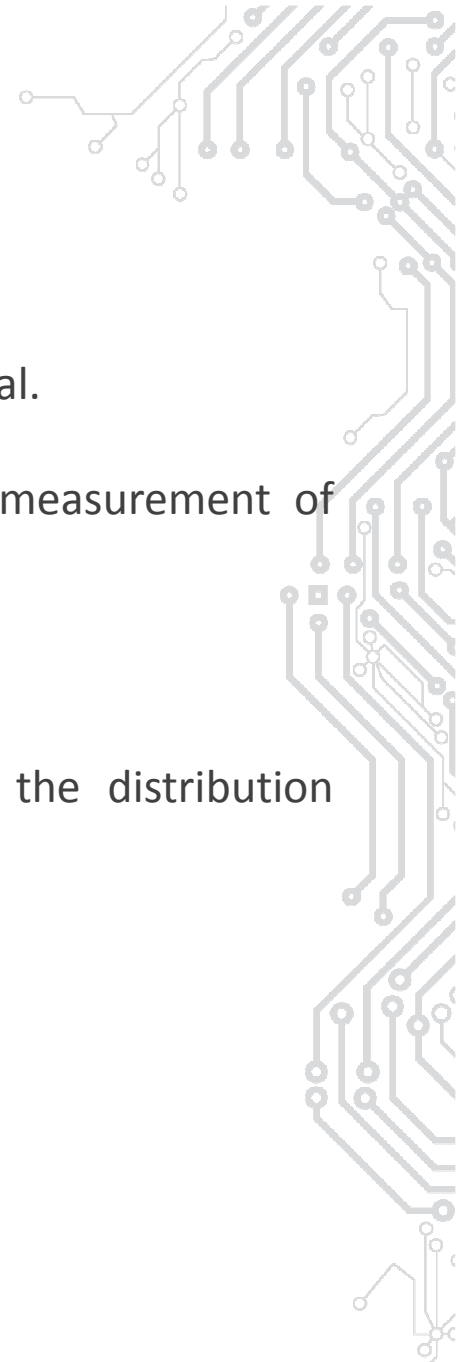 al.
measurement of
the distribution